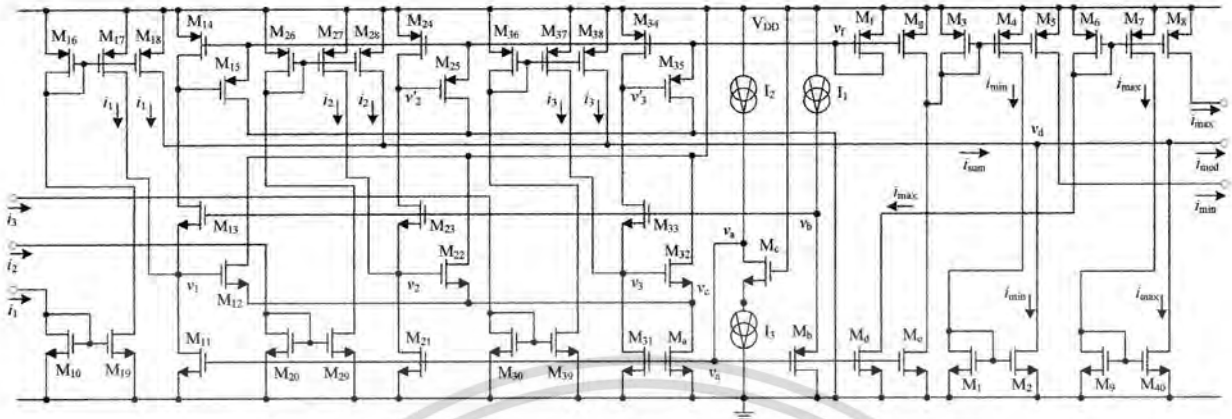 M14 M24 M34 VDD Mf Mg M3 M4 M5 M6 M7 M8
M16 M17 M18 M26 M27 M28 M36 M37 M38 vf
M15 M25 M35
i1 i1 i2 i2 v'2 i3 i3 v'3 I2 I1 imin imax
imax
vd
isum imod
i3 imax imin
M13 M23 M33 va vb
i2 M22 M32 Mc
v1 v2 v3 vc
i1 M12 imin imax
M11 M21 M31 Ma I3 Mb Md Me
M10 M19 M20 M29 M30 M39 va M1 M2 M9 M40